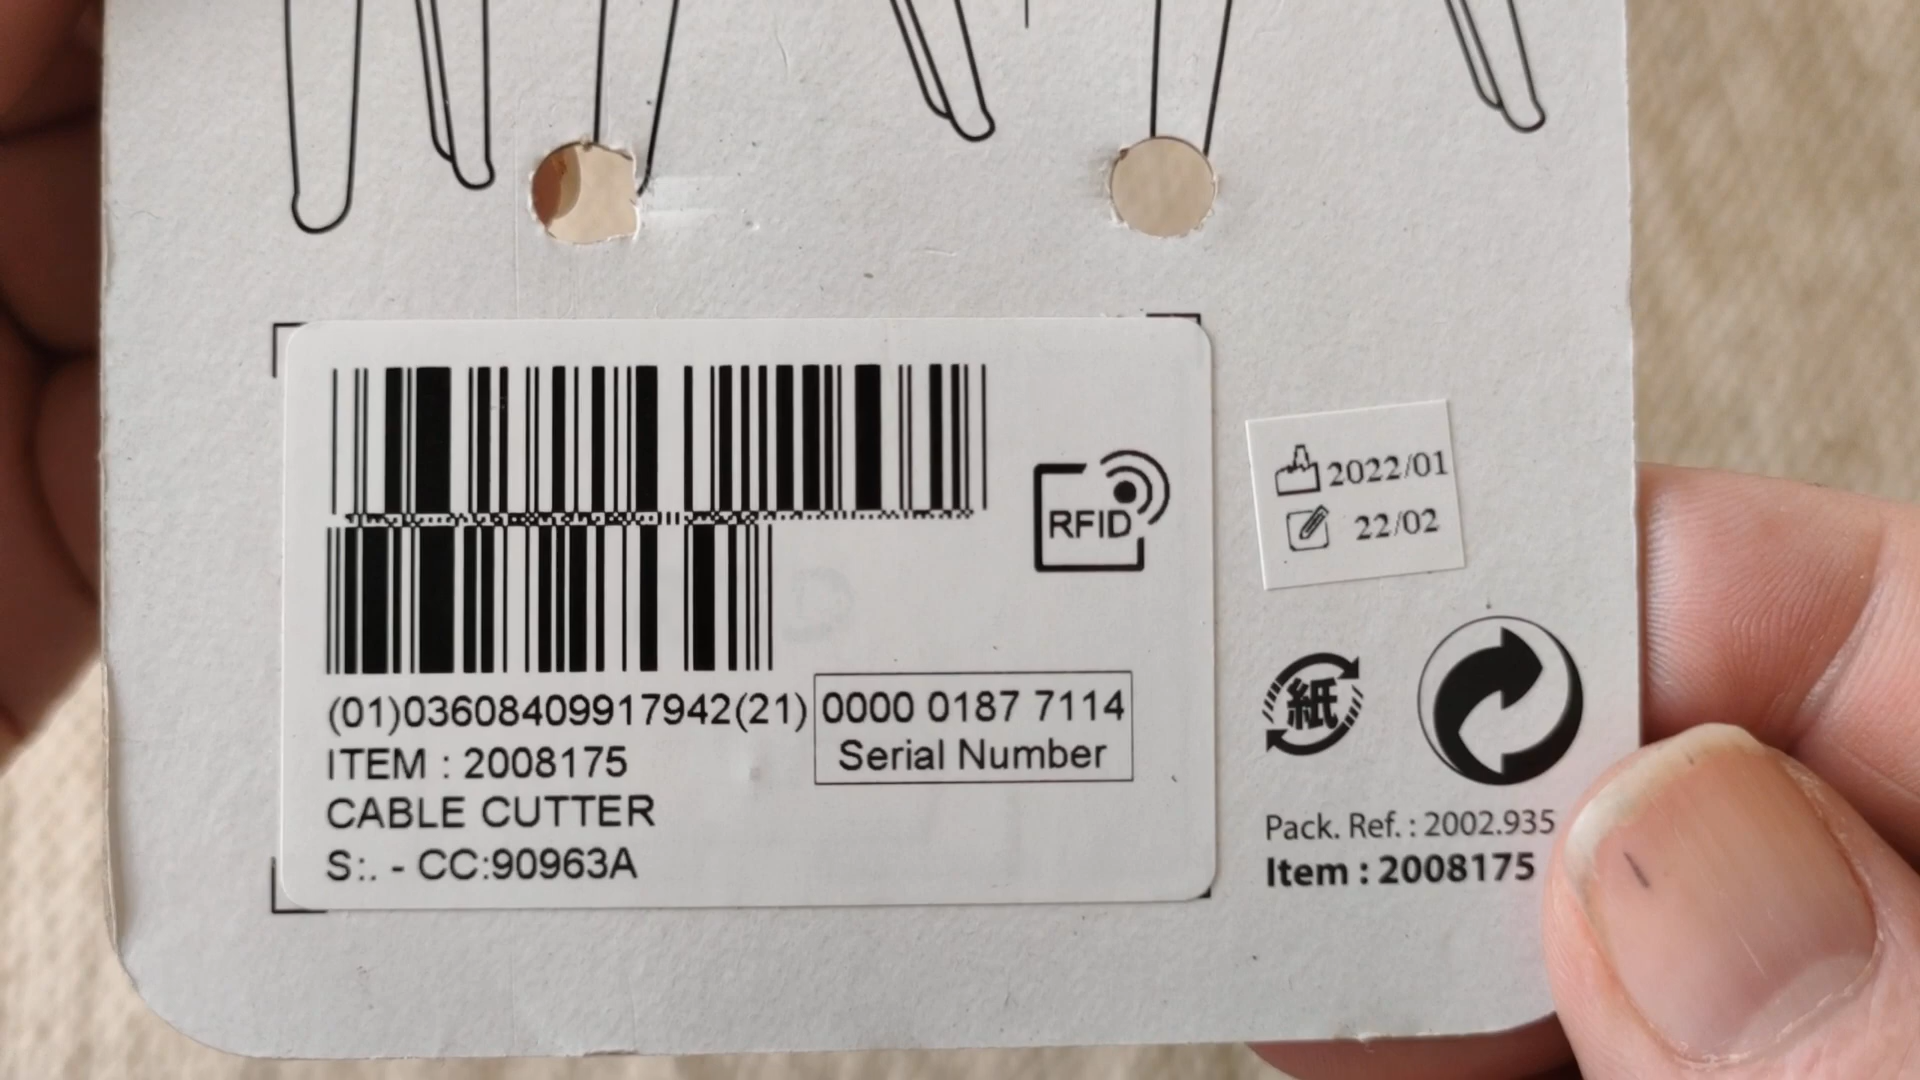 RFID
(01)03608409917942(21) 0000 0187 7114
Serial Number
ITEM : 2008175
CABLE CUTTER
S:. - CC:90963A
2022/01
22/02
紙
Pack. Ref. : 2002.935
Item : 2008175